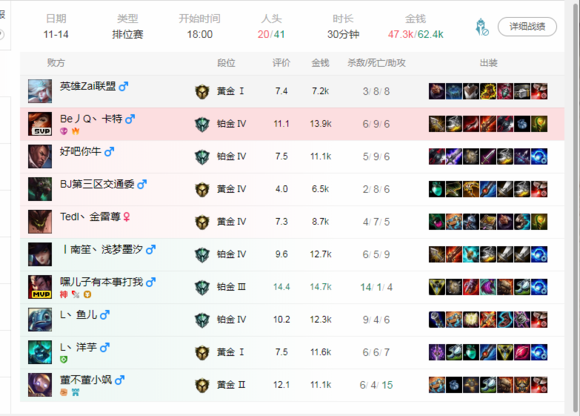 日期 类型 开始时间 人头 时长 金钱
11-14 排位赛 18:00 20/41 30分钟 47.3k/62.4k 详细战绩
败方 段位 评价 金钱 杀敌/死亡/助攻 出装
英雄Zai联盟 黄金 Ⅰ 7.4 7.2k 3/8/8
Be丿Q丶卡特 铂金 Ⅳ 11.1 13.9k 6/9/6
SVP
好吧你牛 铂金 Ⅳ 7.5 11.1k 5/9/6
BJ第三区交通委 黄金 Ⅳ 4.0 6.5k 2/8/6
Tedl丶金雷尊 黄金 Ⅳ 7.3 8.7k 4/7/5
丨南笙丶浅梦墨汐 铂金 Ⅳ 9.6 12.7k 6/5/9
嘿儿子有本事打我 铂金 Ⅲ 14.4 14.7k 14/1/4
MVP 神
L丶鱼儿 铂金 Ⅳ 10.2 12.3k 9/4/6
L丶洋芋 黄金 Ⅰ 7.5 11.6k 6/6/7
董不董小飒 黄金 Ⅱ 12.1 11.1k 6/4/15